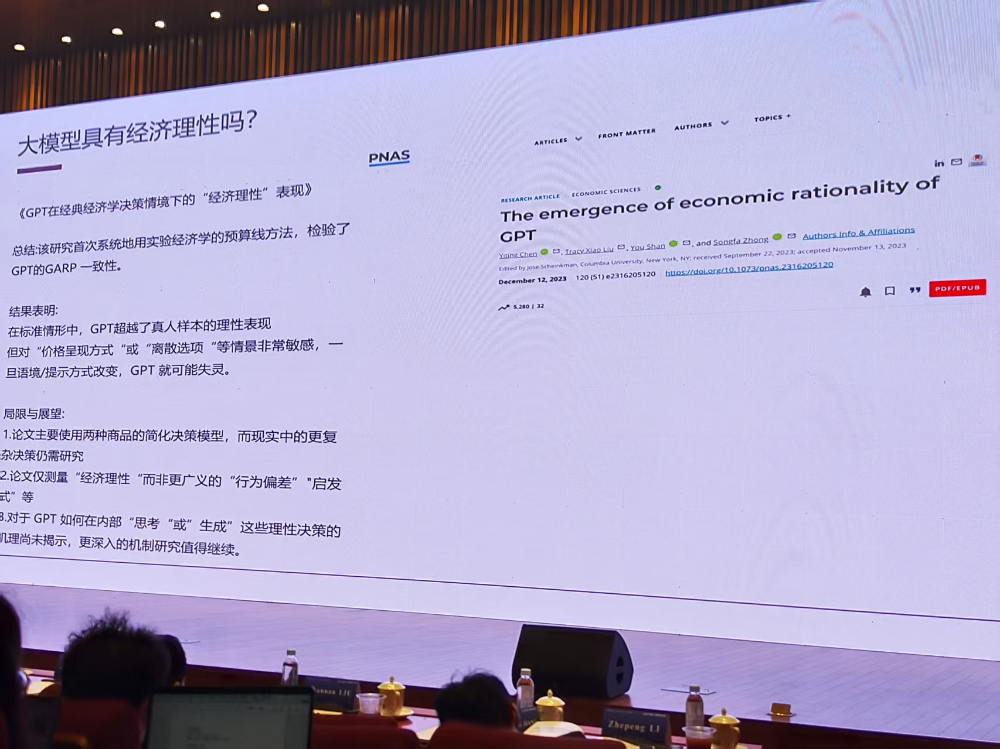 大模型具有经济理性吗?
《GPT在经典经济学决策情境下的“经济理性”表现》
总结:该研究首次系统地用实验经济学的预算线方法，检验了
GPT的GARP 一致性。
结果表明:
在标准情形中，GPT超越了真人样本的理性表现
但对“价格呈现方式“或“离散选项“等情景非常敏感，一
旦语境/提示方式改变，GPT 就可能失灵。
局限与展望:
1.论文主要使用两种商品的简化决策模型，而现实中的更复
杂决策仍需研究
2.论文仅测量“经济理性“而非更广义的“行为偏差”"启发
式”等
3.对于 GPT 如何在内部“思考“或”生成”这些理性决策的
机理尚未揭示，更深入的机制研究值得继续。
PNAS
ARTICLES FRONT MATTER AUTHORS TOPICS +
in
RESEARCH ARTICLE ECONOMIC SCIENCES
The emergence of economic rationality of
GPT
Yiting Chen, Tracy Xiao Liu, You Shan, and Songfa Zhong Authors Info & Affiliations
Edited by Jose Scheinkman, Columbia University, New York, NY; received September 22, 2023; accepted November 13, 2023
December 12, 2023 120 (51) e2316205120 https://doi.org/10.1073/pnas.2316205120
5,280 | 32
PDF/EPUB
Zhepeng LI